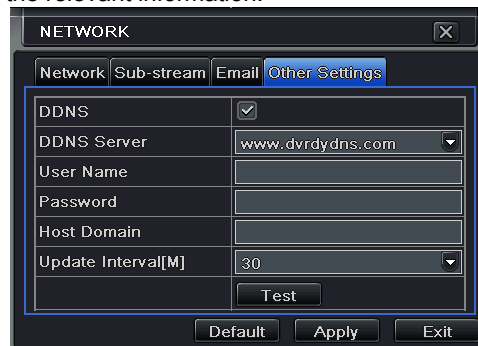 the relevant information.
NETWORK
Network Sub-stream Email Other Settings
DDNS
DDNS Server www.dvrdydns.com
User Name
Password
Host Domain
Update Interval[M] 30
Test
Default Apply Exit